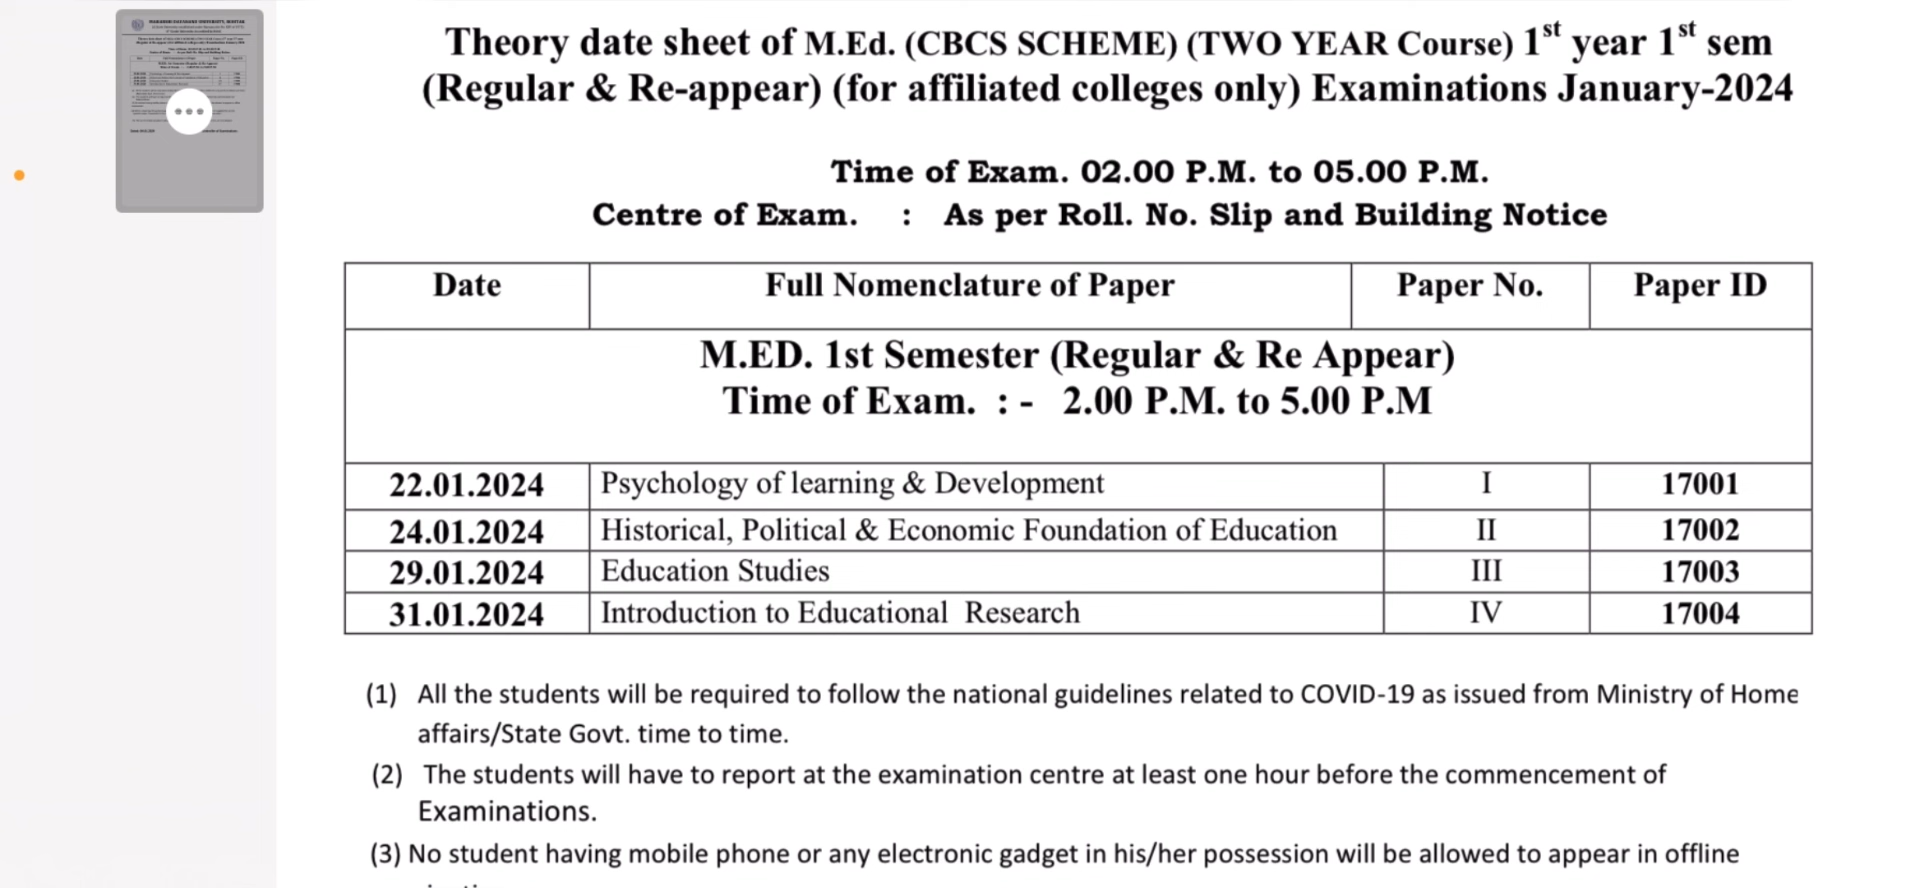 MAHARSHI DAYANAND UNIVERSITY, ROHTAK
Theory date sheet of M.Ed. (CBCS SCHEME) (TWO YEAR Course) 1st year 1st sem
(Regular & Re-appear) (for affiliated colleges only) Examinations January-2024
Time of Exam. 02.00 P.M. to 05.00 P.M.
Centre of Exam. : As per Roll. No. Slip and Building Notice
Date Full Nomenclature of Paper Paper No. Paper ID
M.ED. 1st Semester (Regular & Re Appear)
Time of Exam. : - 2.00 P.M. to 5.00 P.M
22.01.2024 Psychology of learning & Development I 17001
24.01.2024 Historical, Political & Economic Foundation of Education II 17002
29.01.2024 Education Studies III 17003
31.01.2024 Introduction to Educational Research IV 17004
(1) All the students will be required to follow the national guidelines related to COVID-19 as issued from Ministry of Home
affairs/State Govt. time to time.
(2) The students will have to report at the examination centre at least one hour before the commencement of
Examinations.
(3) No student having mobile phone or any electronic gadget in his/her possession will be allowed to appear in offline